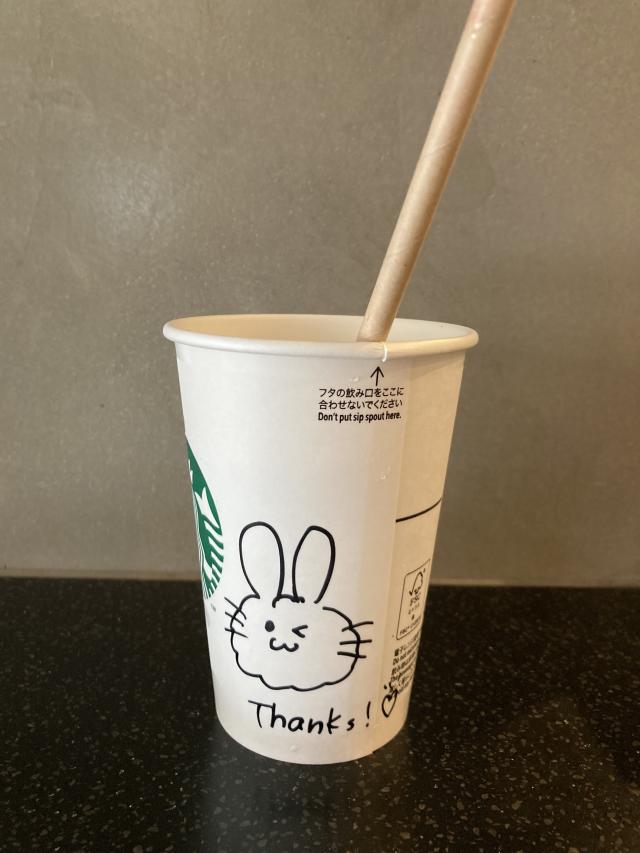 フタの飲み口をここに
合わせないでください
Don't put sip spout here.
FSC
Thanks!